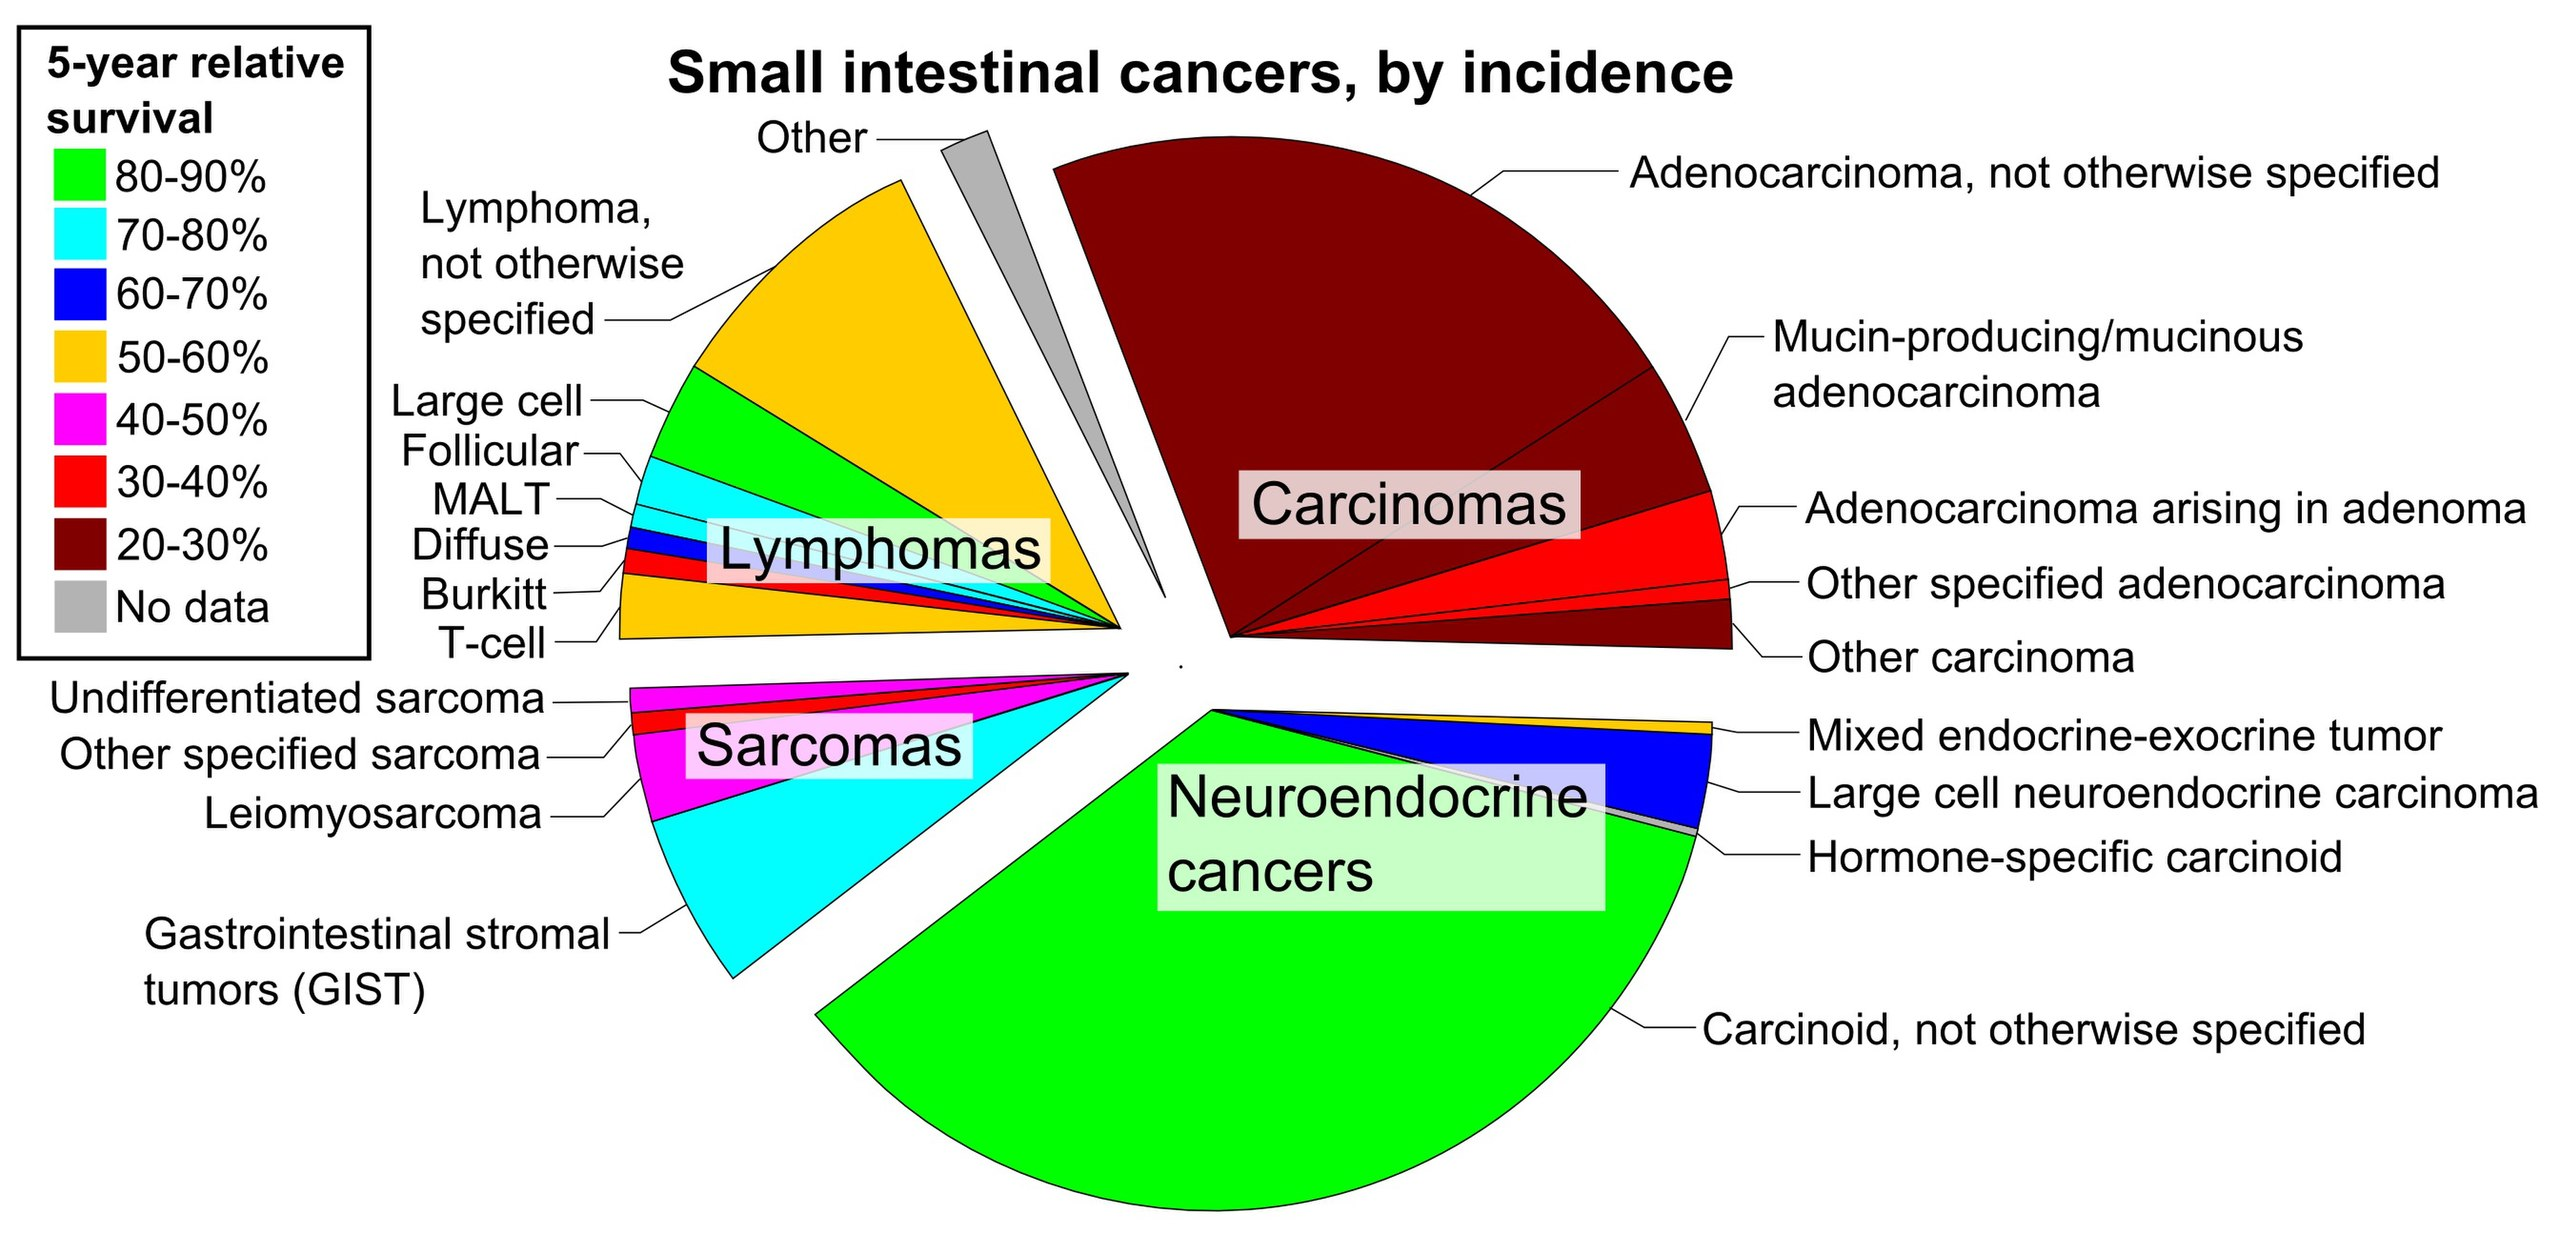 Small intestinal cancers, by incidence
5-year relative
survival
80-90%
70-80%
60-70%
50-60%
40-50%
30-40%
20-30%
No data
Other
Lymphoma,
not otherwise
specified
Large cell
Follicular
MALT
Diffuse
Burkitt
T-cell
Lymphomas
Undifferentiated sarcoma
Other specified sarcoma
Leiomyosarcoma
Gastrointestinal stromal
tumors (GIST)
Sarcomas
Adenocarcinoma, not otherwise specified
Mucin-producing/mucinous
adenocarcinoma
Adenocarcinoma arising in adenoma
Other specified adenocarcinoma
Other carcinoma
Carcinomas
Mixed endocrine-exocrine tumor
Large cell neuroendocrine carcinoma
Hormone-specific carcinoid
Carcinoid, not otherwise specified
Neuroendocrine
cancers